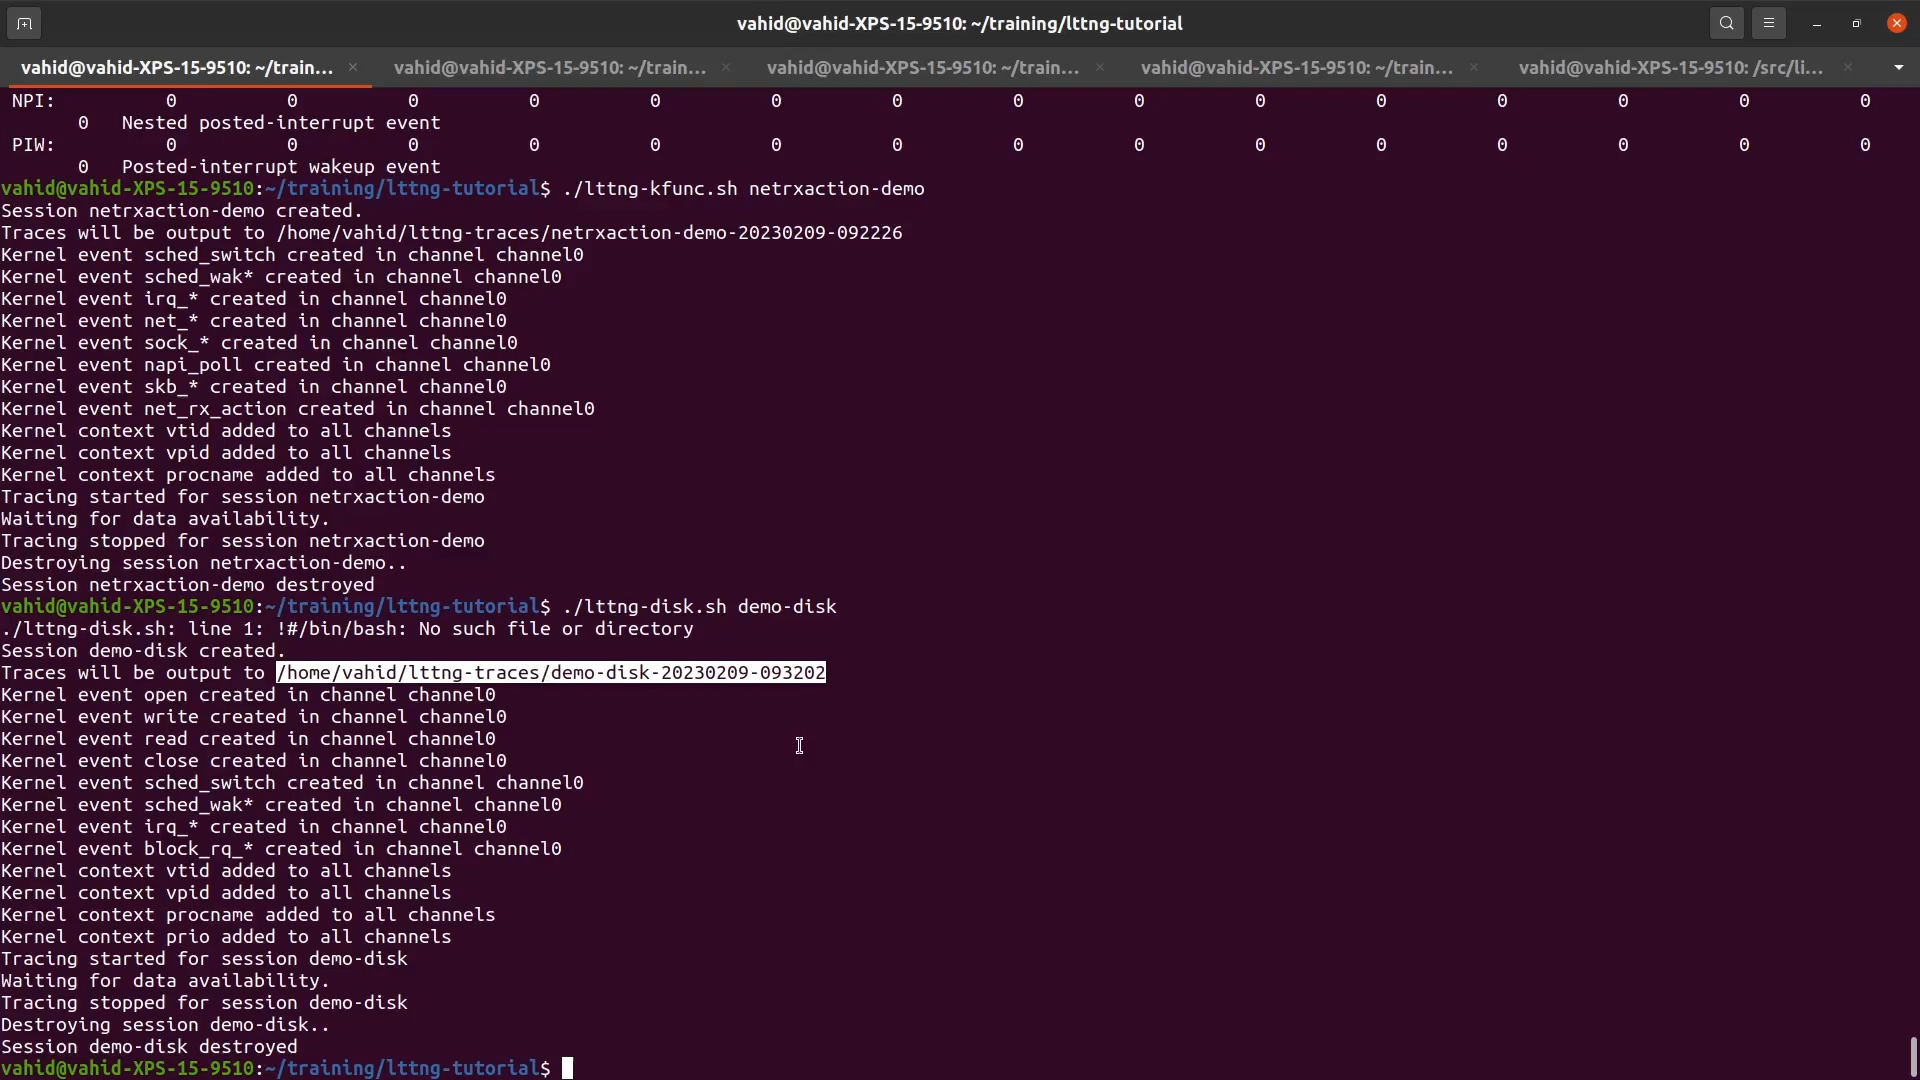 vahid@vahid-XPS-15-9510: ~/training/lttng-tutorial
vahid@vahid-XPS-15-9510: ~/train... vahid@vahid-XPS-15-9510: ~/train... vahid@vahid-XPS-15-9510: ~/train... vahid@vahid-XPS-15-9510: ~/train... vahid@vahid-XPS-15-9510: /src/li...
NPI: 0 0 0 0 0 0 0 0 0 0 0 0 0 0 0
0 Nested posted-interrupt event
PIW: 0 0 0 0 0 0 0 0 0 0 0 0 0 0 0
0 Posted-interrupt wakeup event
vahid@vahid-XPS-15-9510:~/training/lttng-tutorial$ ./lttng-kfunc.sh netrxaction-demo
Session netrxaction-demo created.
Traces will be output to /home/vahid/lttng-traces/netrxaction-demo-20230209-092226
Kernel event sched_switch created in channel channel0
Kernel event sched_wak* created in channel channel0
Kernel event irq_* created in channel channel0
Kernel event net_* created in channel channel0
Kernel event sock_* created in channel channel0
Kernel event napi_poll created in channel channel0
Kernel event skb_* created in channel channel0
Kernel event net_rx_action created in channel channel0
Kernel context vtid added to all channels
Kernel context vpid added to all channels
Kernel context procname added to all channels
Tracing started for session netrxaction-demo
Waiting for data availability.
Tracing stopped for session netrxaction-demo
Destroying session netrxaction-demo..
Session netrxaction-demo destroyed
vahid@vahid-XPS-15-9510:~/training/lttng-tutorial$ ./lttng-disk.sh demo-disk
./lttng-disk.sh: line 1: !#/bin/bash: No such file or directory
Session demo-disk created.
Traces will be output to /home/vahid/lttng-traces/demo-disk-20230209-093202
Kernel event open created in channel channel0
Kernel event write created in channel channel0
Kernel event read created in channel channel0
Kernel event close created in channel channel0
Kernel event sched_switch created in channel channel0
Kernel event sched_wak* created in channel channel0
Kernel event irq_* created in channel channel0
Kernel event block_rq_* created in channel channel0
Kernel context vtid added to all channels
Kernel context vpid added to all channels
Kernel context procname added to all channels
Kernel context prio added to all channels
Tracing started for session demo-disk
Waiting for data availability.
Tracing stopped for session demo-disk
Destroying session demo-disk..
Session demo-disk destroyed
vahid@vahid-XPS-15-9510:~/training/lttng-tutorial$